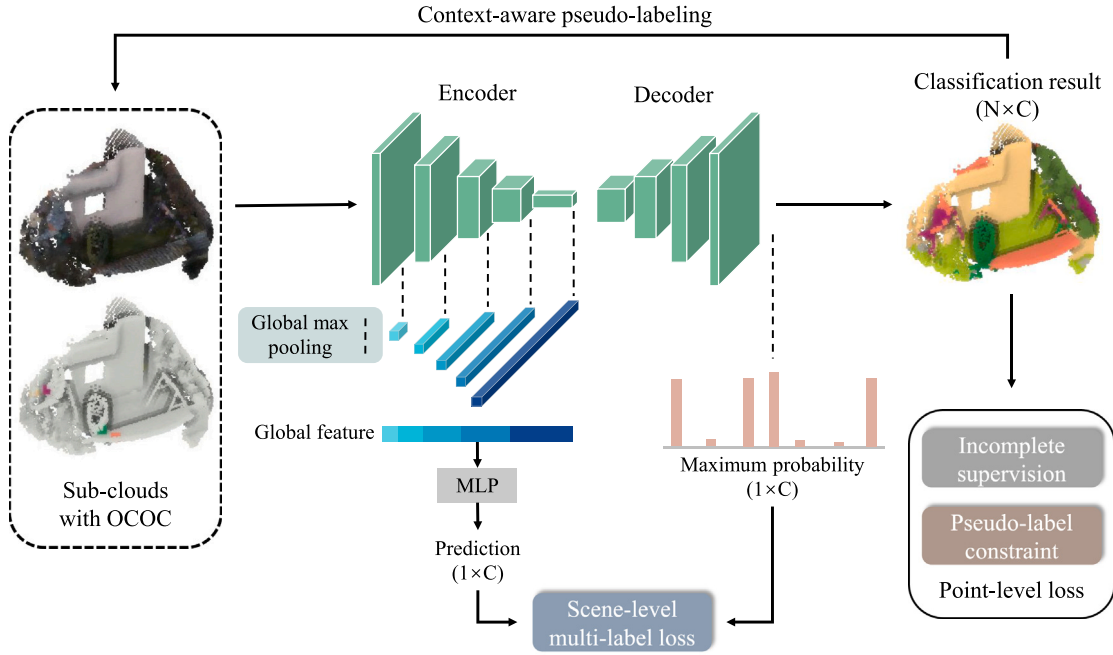 Context-aware pseudo-labeling
Encoder
Decoder
Classification result
(N×C)
Global max
pooling
Global feature
MLP
Prediction
(1×C)
Maximum probability
(1×C)
Scene-level
multi-label loss
Sub-clouds
with OCOC
Incomplete
supervision
Pseudo-label
constraint
Point-level loss